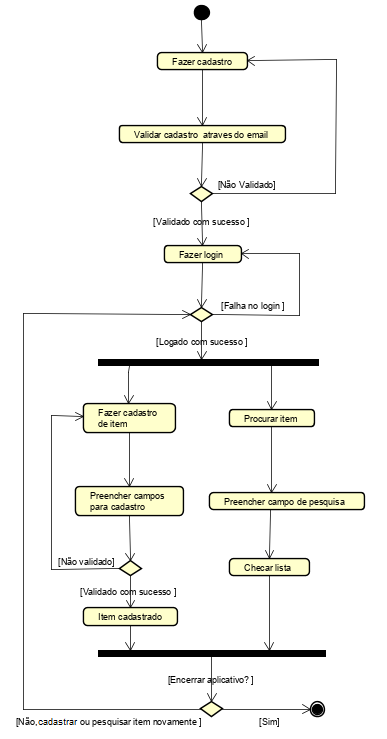 Fazer cadastro
Validar cadastro atraves do email
[Não Validado]
[Validado com sucesso ]
Fazer login
[Falha no login ]
[Logado com sucesso ]
Fazer cadastro
de item
Procurar item
Preencher campos
para cadastro
Preencher campo de pesquisa
[Não validado]
Checar lista
[Validado com sucesso ]
Item cadastrado
[Encerrar aplicativo? ]
[Não,cadastrar ou pesquisar item novamente ]
[Sim]